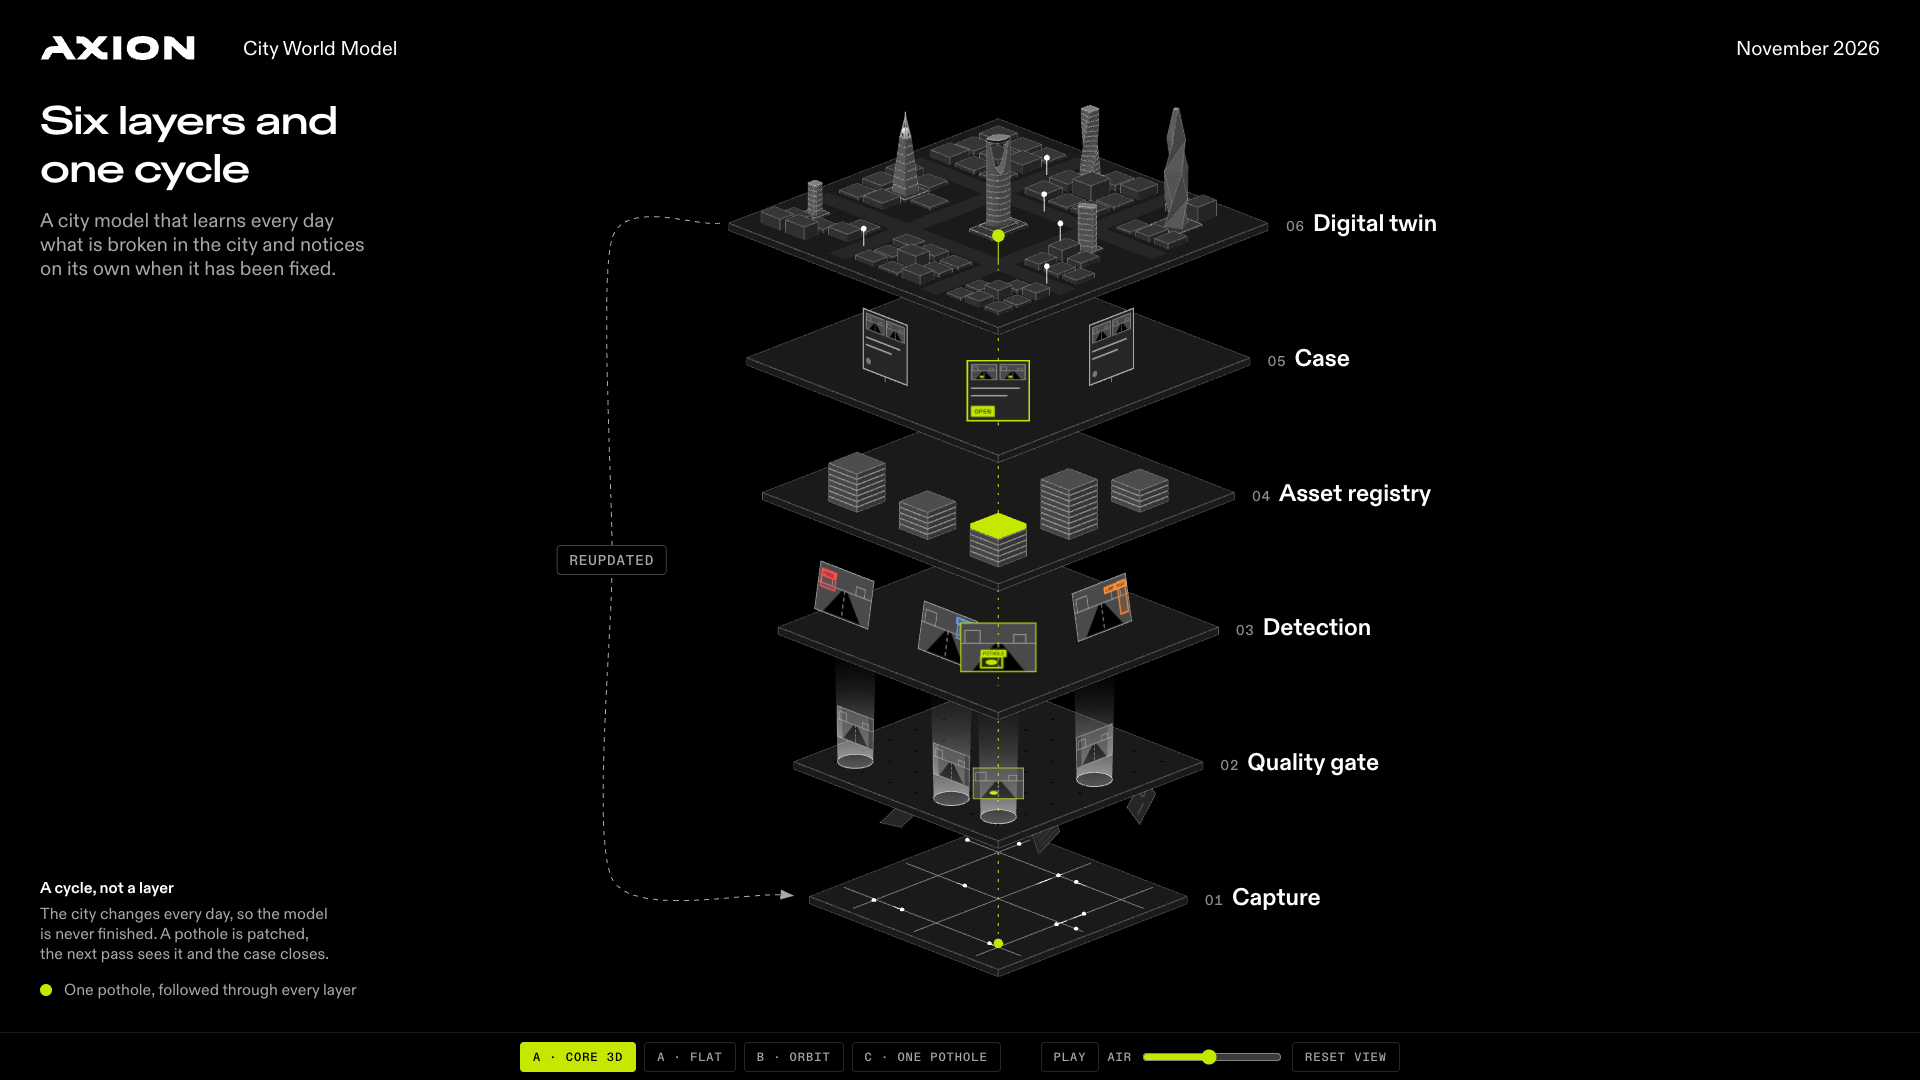 AXION
City World Model
November 2026
Six layers and
one cycle
A city model that learns every day
what is broken in the city and notices
on its own when it has been fixed.
06 Digital twin
05 Case
OPEN
04 Asset registry
REUPDATED
03 Detection
POTHOLE
02 Quality gate
01 Capture
A cycle, not a layer
The city changes every day, so the model
is never finished. A pothole is patched,
the next pass sees it and the case closes.
One pothole, followed through every layer
A · CORE 3D
A · FLAT
B · ORBIT
C · ONE POTHOLE
PLAY
AIR
RESET VIEW